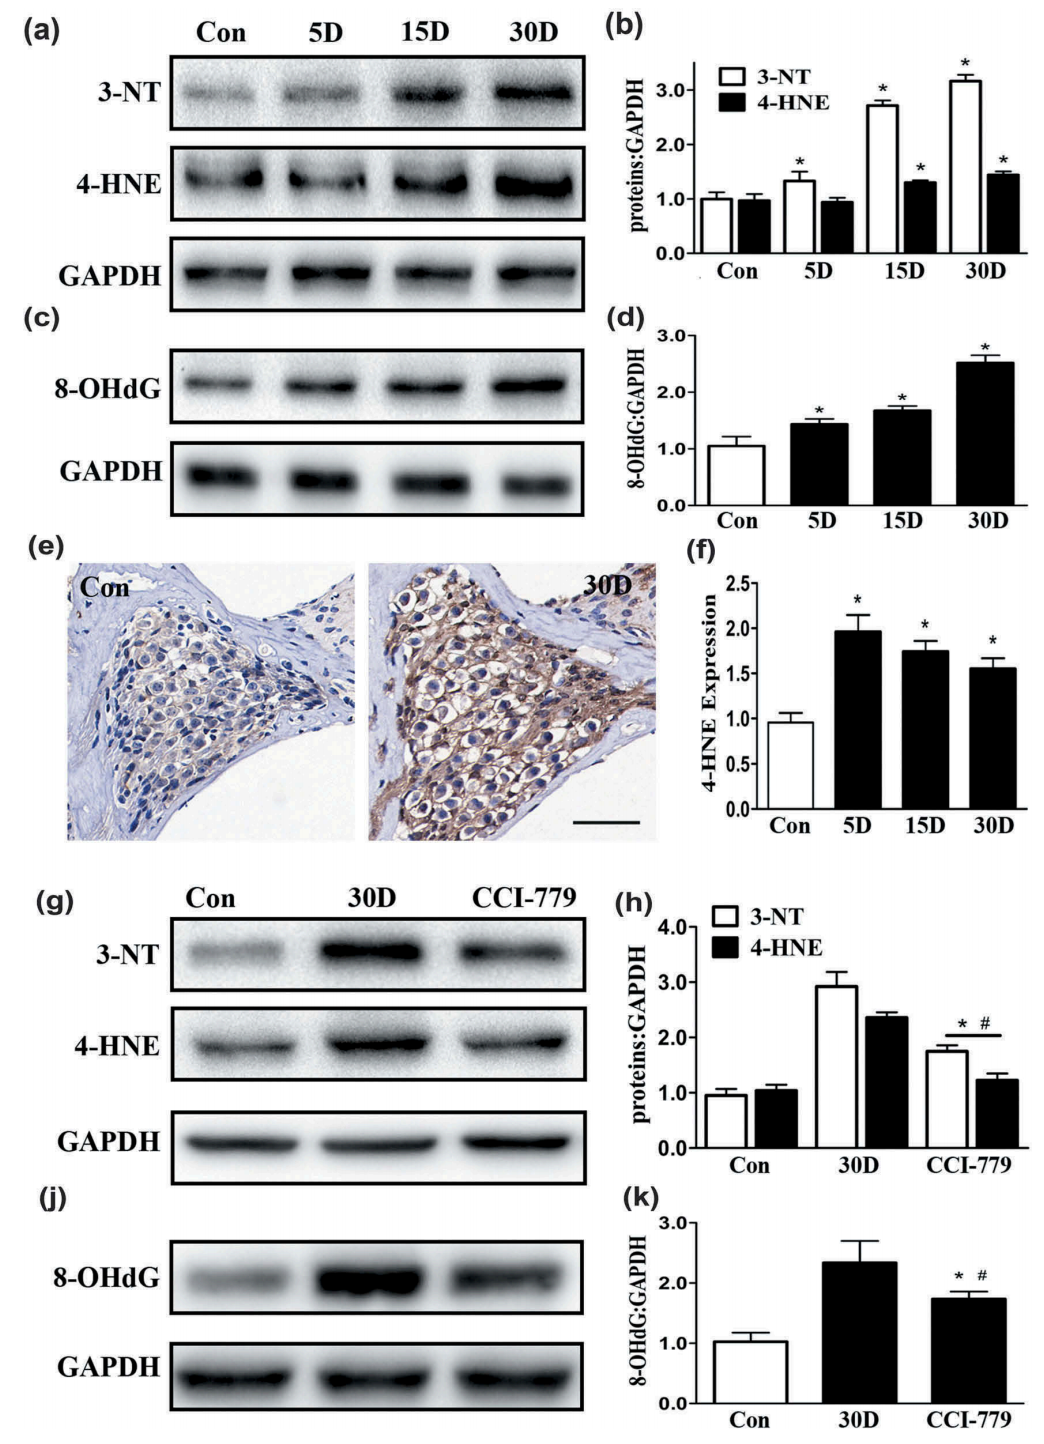 (a)
Con 5D 15D 30D
3-NT
4-HNE
GAPDH
(b)
3-NT
4-HNE
proteins:GAPDH
3.0
2.0
1.0
0.0
* * * * *
Con 5D 15D 30D
(c)
8-OHdG
GAPDH
(d)
8-OHdG:GAPDH
3.0
2.0
1.0
0.0
* * *
Con 5D 15D 30D
(e)
Con
30D
(f)
4-HNE Expression
2.5
2.0
1.5
1.0
0.5
0.0
* * *
Con 5D 15D 30D
(g)
Con 30D CCI-779
3-NT
4-HNE
GAPDH
(h)
3-NT
4-HNE
proteins:GAPDH
4.0
3.0
2.0
1.0
0.0
* #
Con 30D CCI-779
(j)
8-OHdG
GAPDH
(k)
8-OHdG:GAPDH
3.0
2.0
1.0
0.0
* #
Con 30D CCI-779